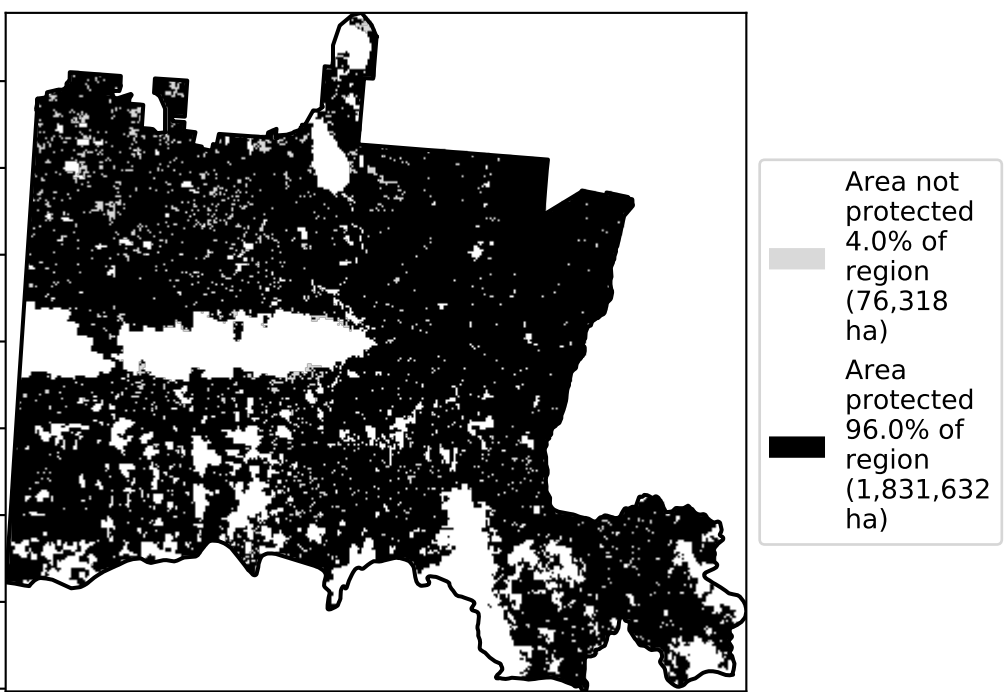 Area not
protected
4.0% of
region
(76,318
ha)
Area
protected
96.0% of
region
(1,831,632
ha)